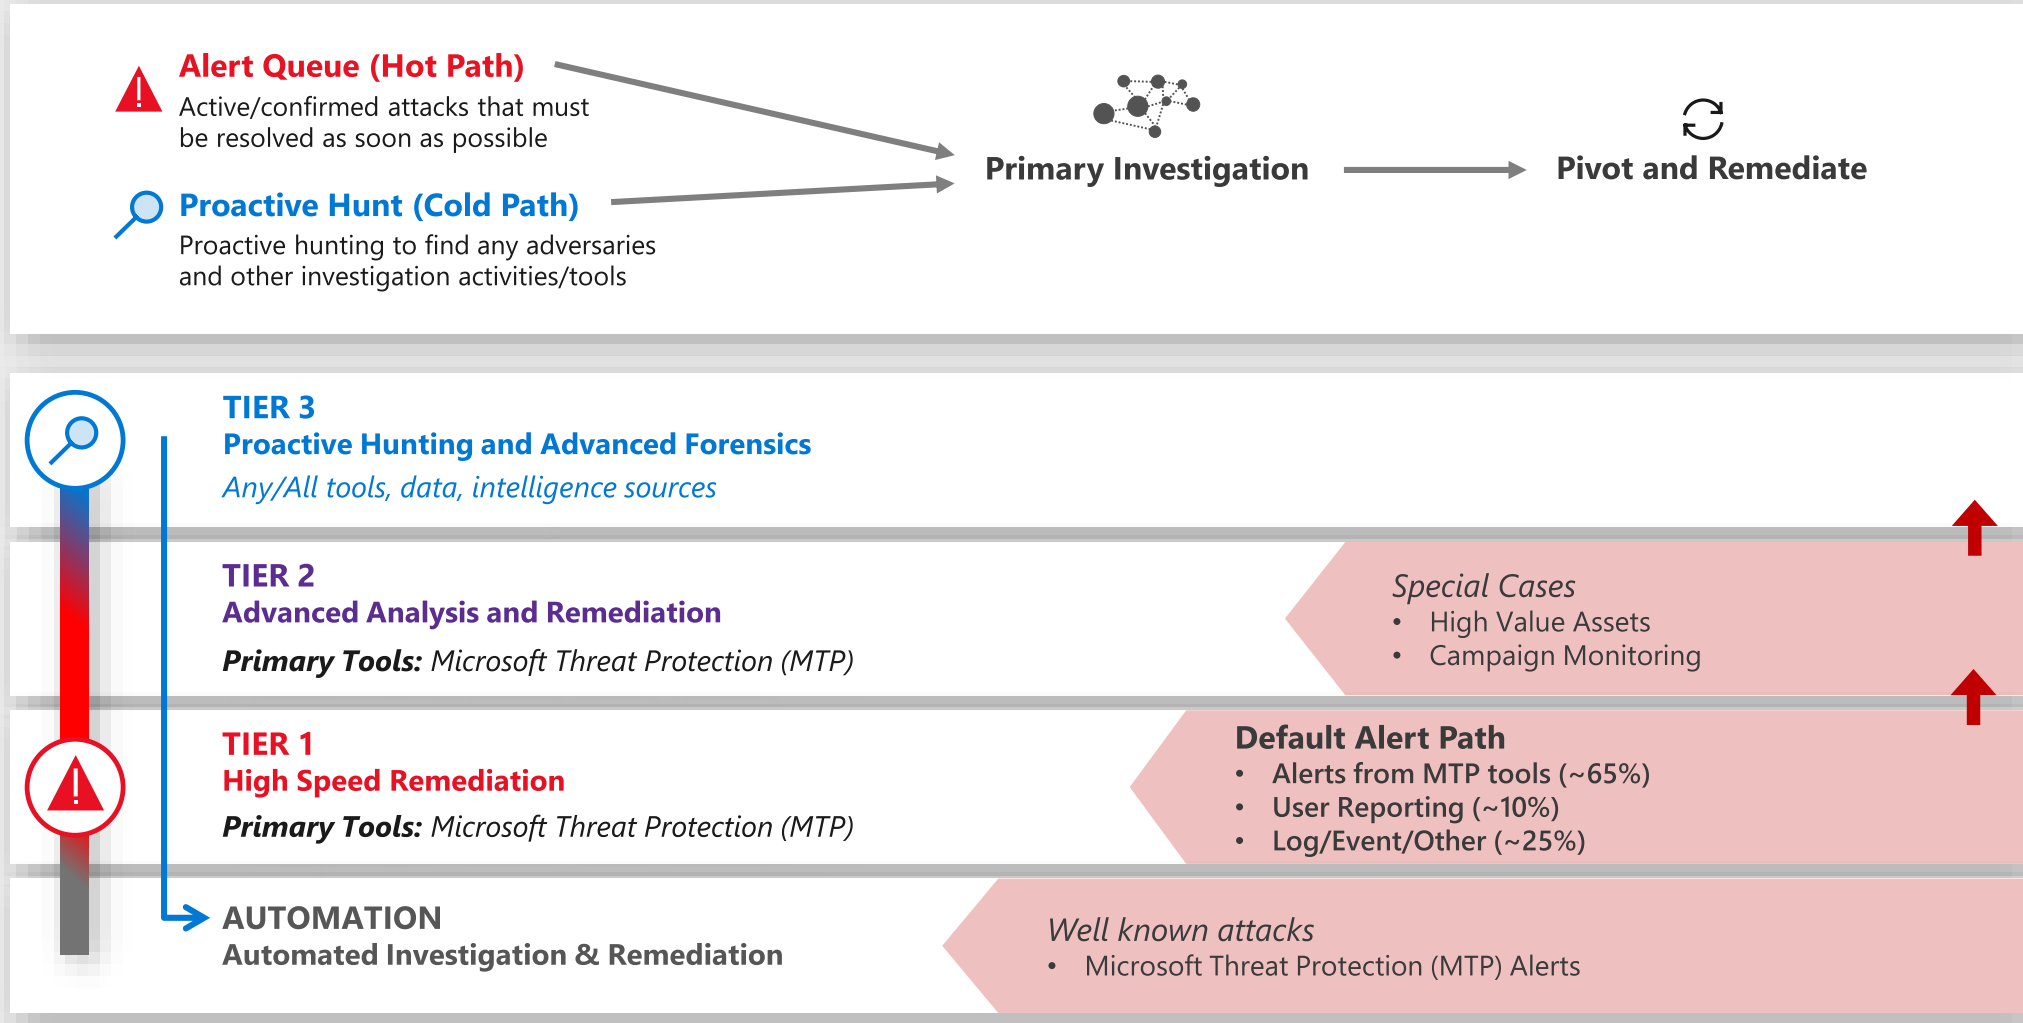 Alert Queue (Hot Path)
Active/confirmed attacks that must
be resolved as soon as possible
Proactive Hunt (Cold Path)
Proactive hunting to find any adversaries
and other investigation activities/tools
Primary Investigation
Pivot and Remediate
TIER 3
Proactive Hunting and Advanced Forensics
Any/All tools, data, intelligence sources
TIER 2
Advanced Analysis and Remediation
Primary Tools: Microsoft Threat Protection (MTP)
Special Cases
• High Value Assets
• Campaign Monitoring
TIER 1
High Speed Remediation
Primary Tools: Microsoft Threat Protection (MTP)
Default Alert Path
• Alerts from MTP tools (~65%)
• User Reporting (~10%)
• Log/Event/Other (~25%)
AUTOMATION
Automated Investigation & Remediation
Well known attacks
• Microsoft Threat Protection (MTP) Alerts